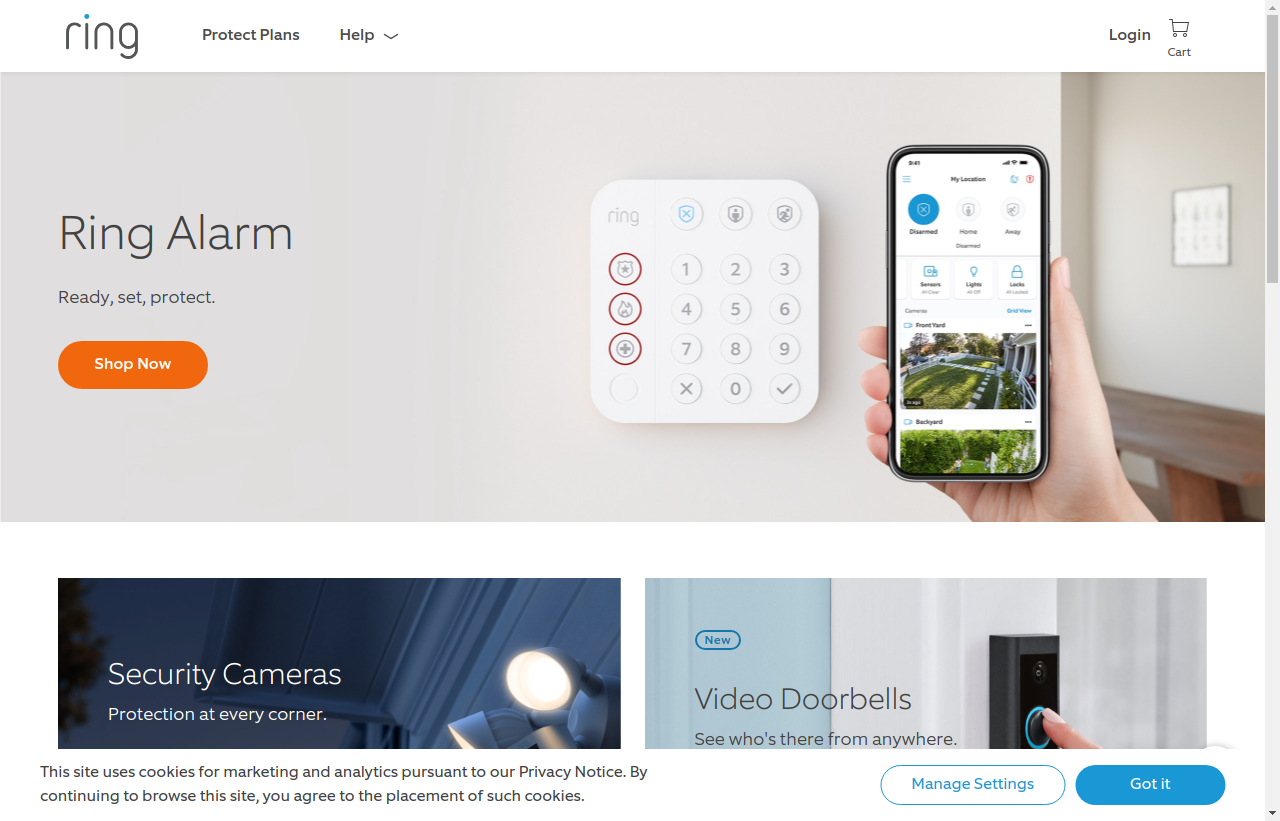 ring
Protect Plans
Help
Login
Cart
Ring Alarm
Ready, set, protect.
Shop Now
ring
1 2 3
4 5 6
7 8 9
0
9:41
My Location
Disarmed
Home
Away
Disarmed
Sensors
All Clear
Lights
All Off
Locks
All Locked
Cameras
Grid View
Front Yard
Backyard
Security Cameras
Protection at every corner.
New
Video Doorbells
See who's there from anywhere.
This site uses cookies for marketing and analytics pursuant to our Privacy Notice. By
continuing to browse this site, you agree to the placement of such cookies.
Manage Settings
Got it